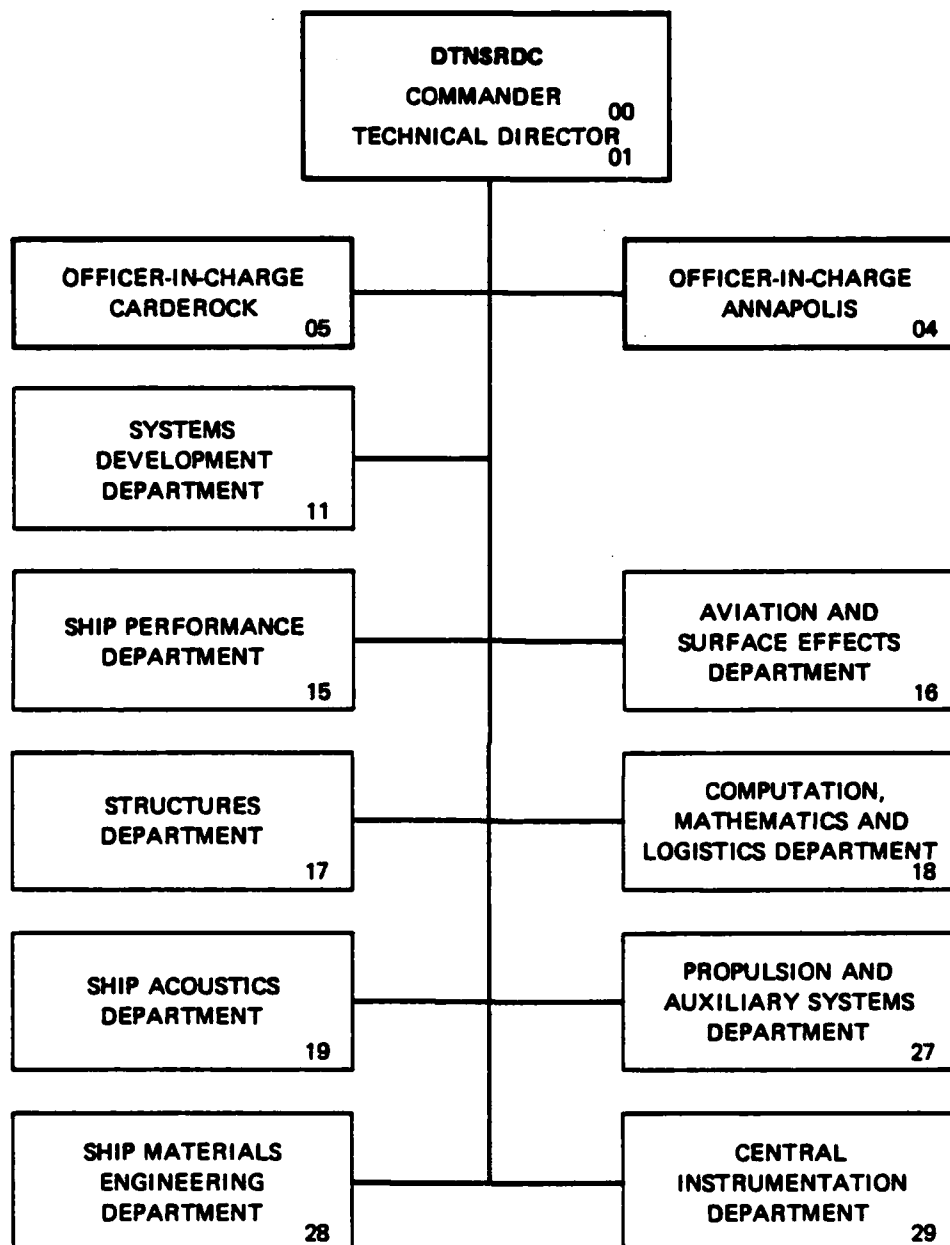 DTNSRDC
COMMANDER
00
TECHNICAL DIRECTOR
01
OFFICER-IN-CHARGE
CARDEROCK
05
OFFICER-IN-CHARGE
ANNAPOLIS
04
SYSTEMS
DEVELOPMENT
DEPARTMENT
11
SHIP PERFORMANCE
DEPARTMENT
15
AVIATION AND
SURFACE EFFECTS
DEPARTMENT
16
STRUCTURES
DEPARTMENT
17
COMPUTATION,
MATHEMATICS AND
LOGISTICS DEPARTMENT
18
SHIP ACOUSTICS
DEPARTMENT
19
PROPULSION AND
AUXILIARY SYSTEMS
DEPARTMENT
27
SHIP MATERIALS
ENGINEERING
DEPARTMENT
28
CENTRAL
INSTRUMENTATION
DEPARTMENT
29